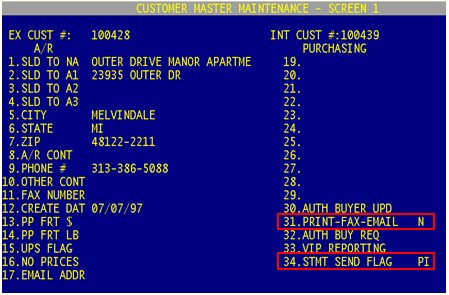 CUSTOMER MASTER MAINTENANCE - SCREEN 1
EX CUST #: 100428 INT CUST #:100439
A/R PURCHASING
1.SLD TO NA OUTER DRIVE MANOR APARTME 19.
2.SLD TO A1 23935 OUTER DR 20.
3.SLD TO A2 21.
4.SLD TO A3 22.
5.CITY MELVINDALE 23.
6.STATE MI 24.
7.ZIP 48122-2211 25.
8.A/R CONT 26.
9.PHONE # 313-386-5088 27.
10.OTHER CONT 28.
11.FAX NUMBER 29.
12.CREATE DAT 07/07/97 30.AUTH BUYER UPD
13.PP FRT $ 31.PRINT-FAX-EMAIL N
14.PP FRT LB 32.AUTH BUY REQ
15.UPS FLAG 33.VIP REPORTING
16.NO PRICES 34.STMT SEND FLAG PI
17.EMAIL ADDR